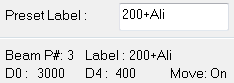 Preset Label : 200+Ali
Beam P#: 3 Label : 200+Ali
D0 : 3000 D4 : 400 Move: On